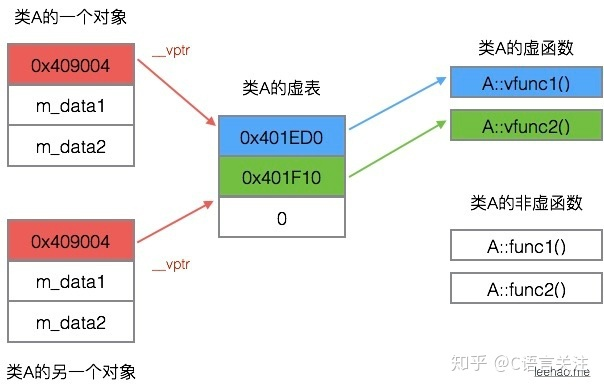 类A的一个对象
0x409004
m_data1
m_data2
__vptr
类A的虚表
0x401ED0
0x401F10
0
类A的虚函数
A::vfunc1()
A::vfunc2()
类A的非虚函数
A::func1()
A::func2()
0x409004
m_data1
m_data2
__vptr
类A的另一个对象
知乎 @C语言关注
leehao.me